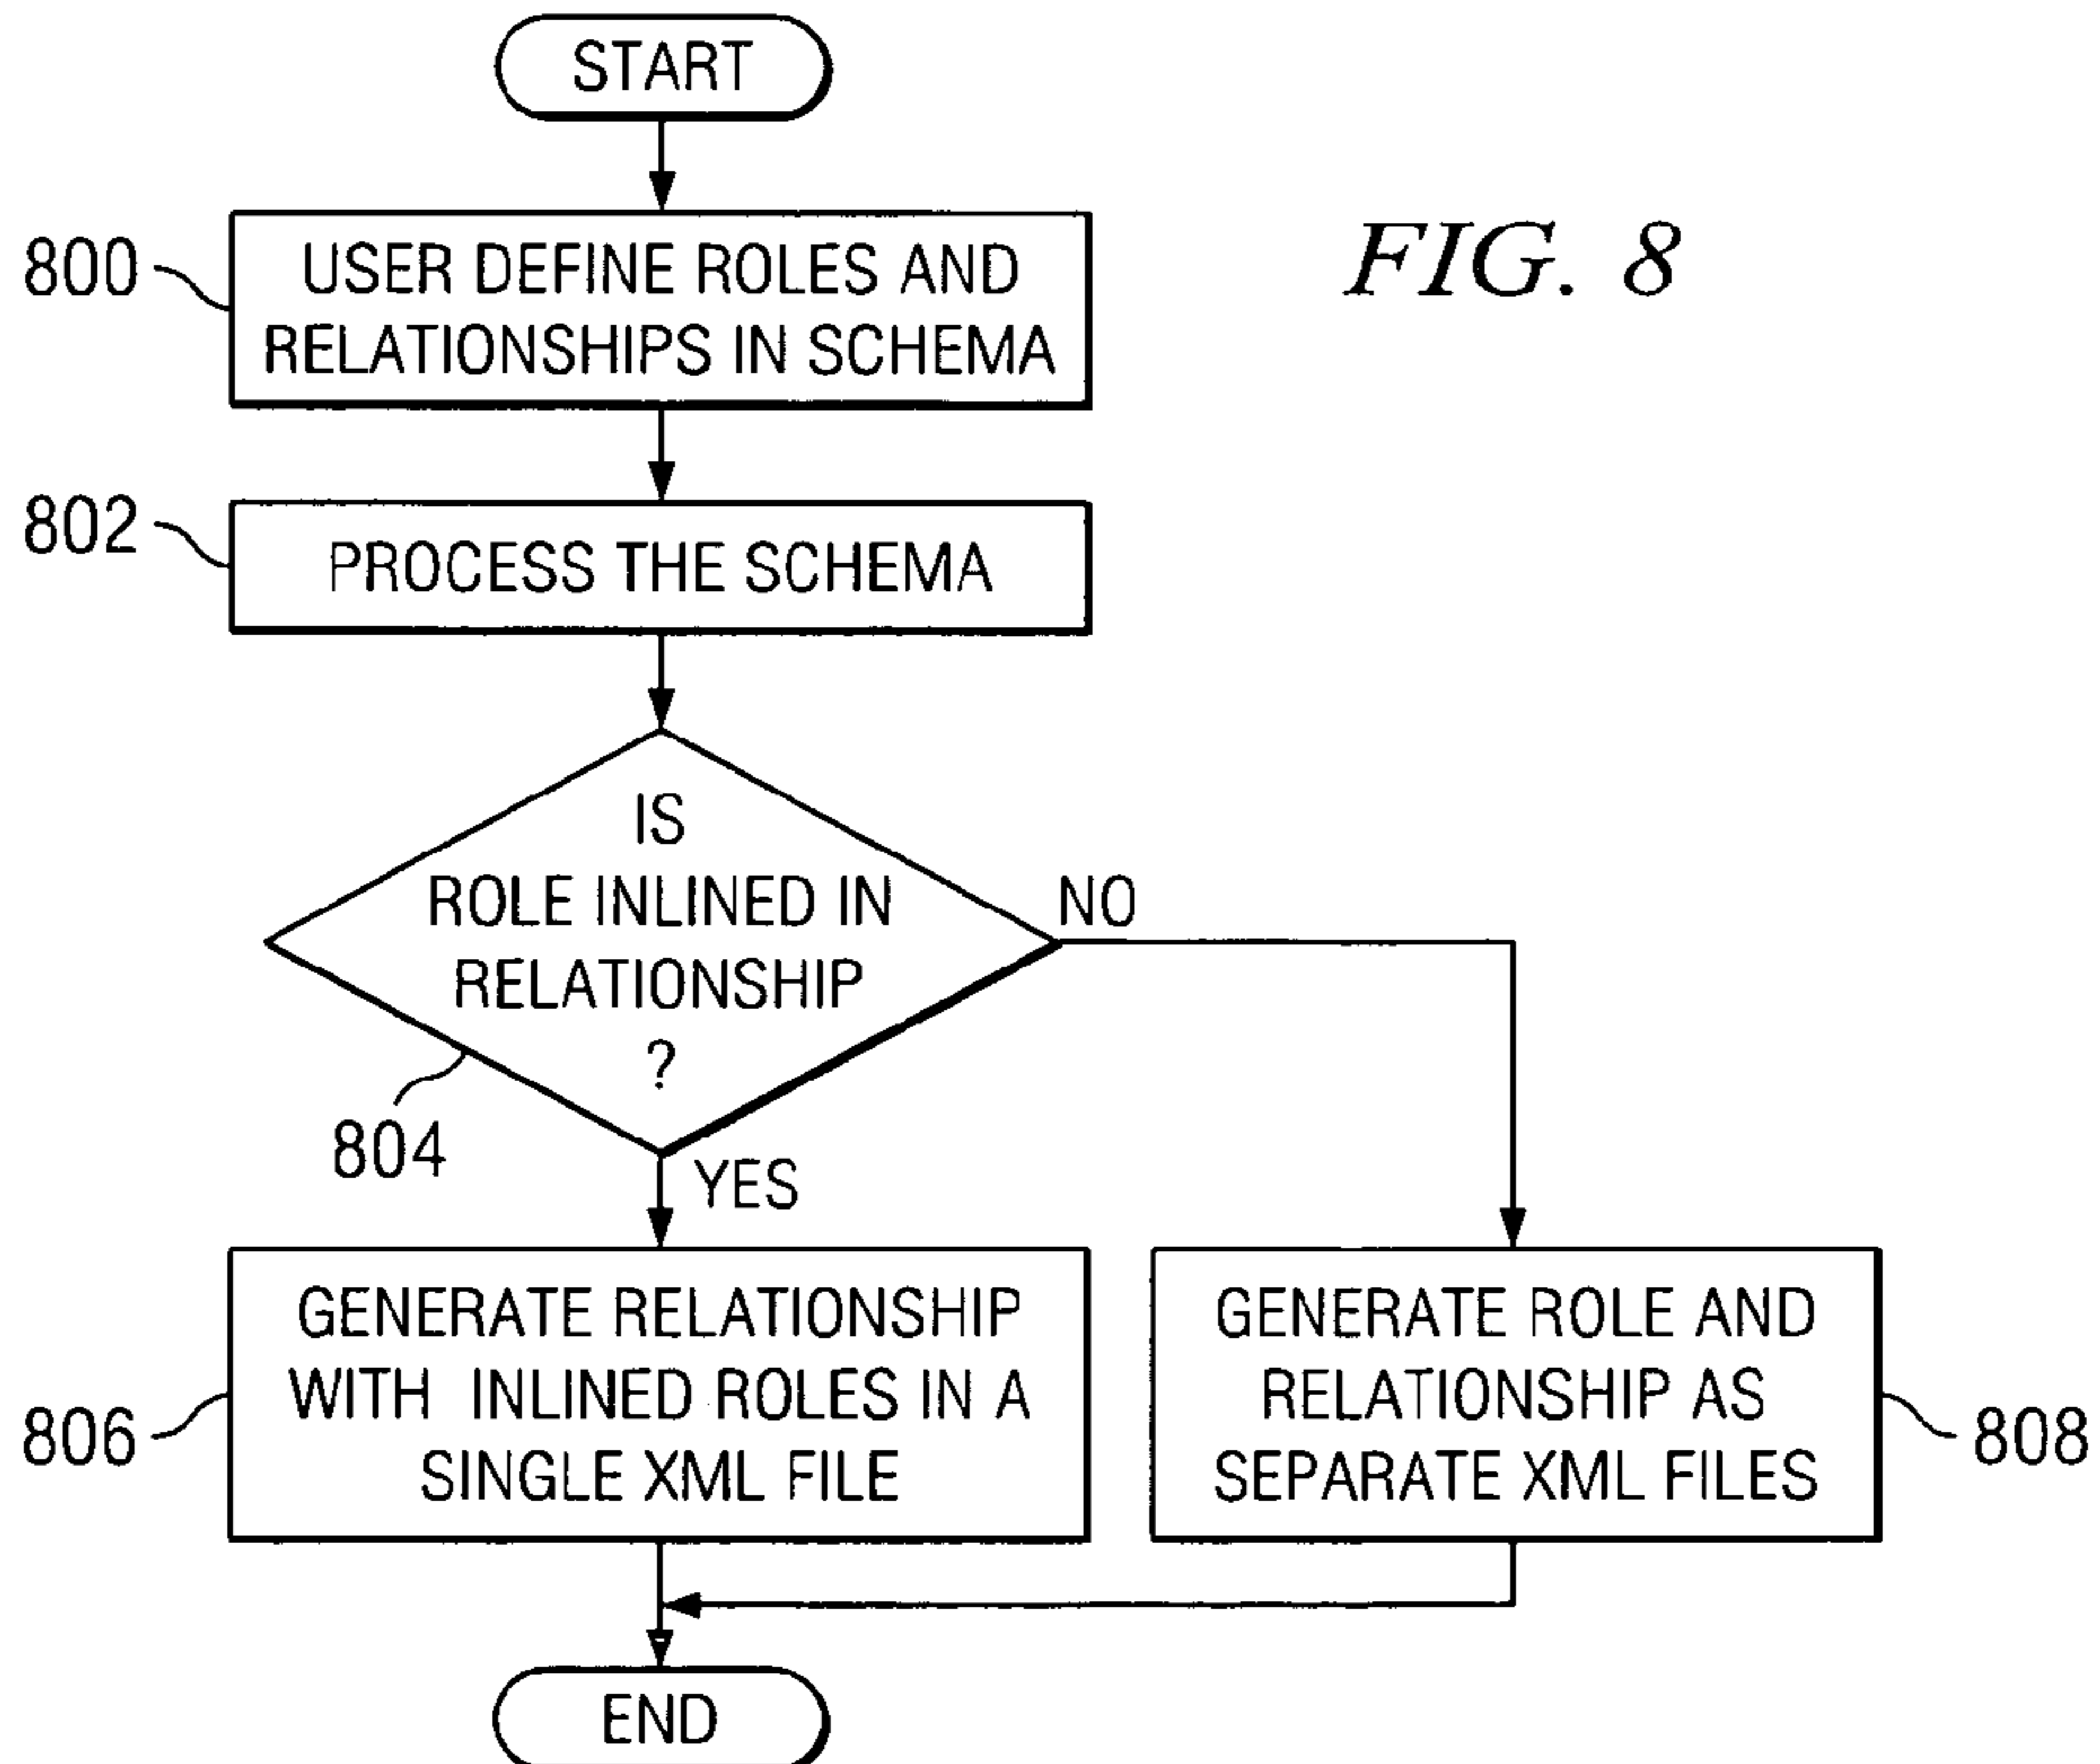 START
FIG. 8
800
USER DEFINE ROLES AND
RELATIONSHIPS IN SCHEMA
802
PROCESS THE SCHEMA
IS
ROLE INLINED IN
RELATIONSHIP
?
NO
804
YES
GENERATE RELATIONSHIP
WITH INLINED ROLES IN A
SINGLE XML FILE
806
GENERATE ROLE AND
RELATIONSHIP AS
SEPARATE XML FILES
808
END